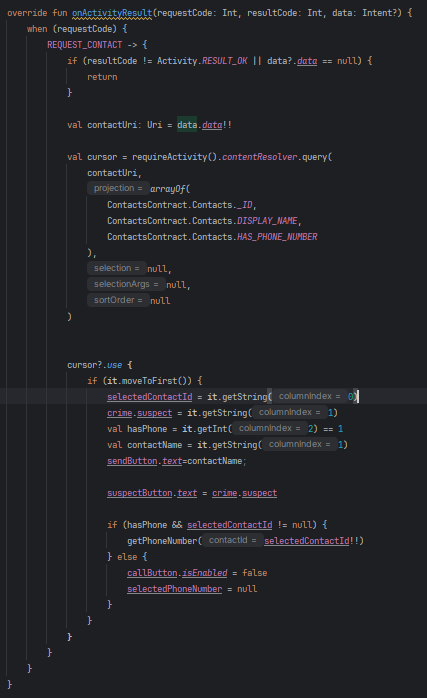 override fun onActivityResult(requestCode: Int, resultCode: Int, data: Intent?) {
when (requestCode) {
REQUEST_CONTACT -> {
if (resultCode != Activity.RESULT_OK || data?.data == null) {
return
}
val contactUri: Uri = data.data!!
val cursor = requireActivity().contentResolver.query(
contactUri,
projection = arrayOf(
ContactsContract.Contacts._ID,
ContactsContract.Contacts.DISPLAY_NAME,
ContactsContract.Contacts.HAS_PHONE_NUMBER
),
selection = null,
selectionArgs = null,
sortOrder = null
)
cursor?.use {
if (it.moveToFirst()) {
selectedContactId = it.getString( columnIndex = 0)
crime.suspect = it.getString( columnIndex = 1)
val hasPhone = it.getInt( columnIndex = 2) == 1
val contactName = it.getString( columnIndex = 1)
sendButton.text=contactName;
suspectButton.text = crime.suspect
if (hasPhone && selectedContactId != null) {
getPhoneNumber( contactId = selectedContactId!!)
} else {
callButton.isEnabled = false
selectedPhoneNumber = null
}
}
}
}
}
}